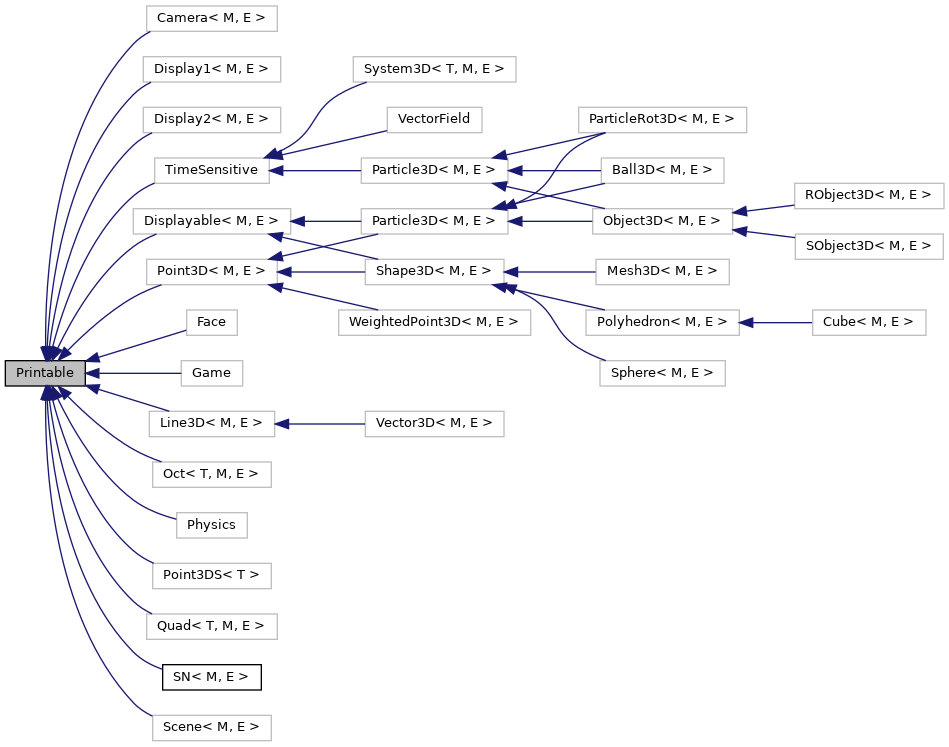 Camera< M, E >
Display1< M, E >
System3D< T, M, E >
Display2< M, E >
VectorField
ParticleRot3D< M, E >
TimeSensitive
Particle3D< M, E >
Ball3D< M, E >
RObject3D< M, E >
Displayable< M, E >
Particle3D< M, E >
Object3D< M, E >
SObject3D< M, E >
Point3D< M, E >
Shape3D< M, E >
Mesh3D< M, E >
Face
WeightedPoint3D< M, E >
Polyhedron< M, E >
Cube< M, E >
Printable
Game
Sphere< M, E >
Line3D< M, E >
Vector3D< M, E >
Oct< T, M, E >
Physics
Point3DS< T >
Quad< T, M, E >
SN< M, E >
Scene< M, E >